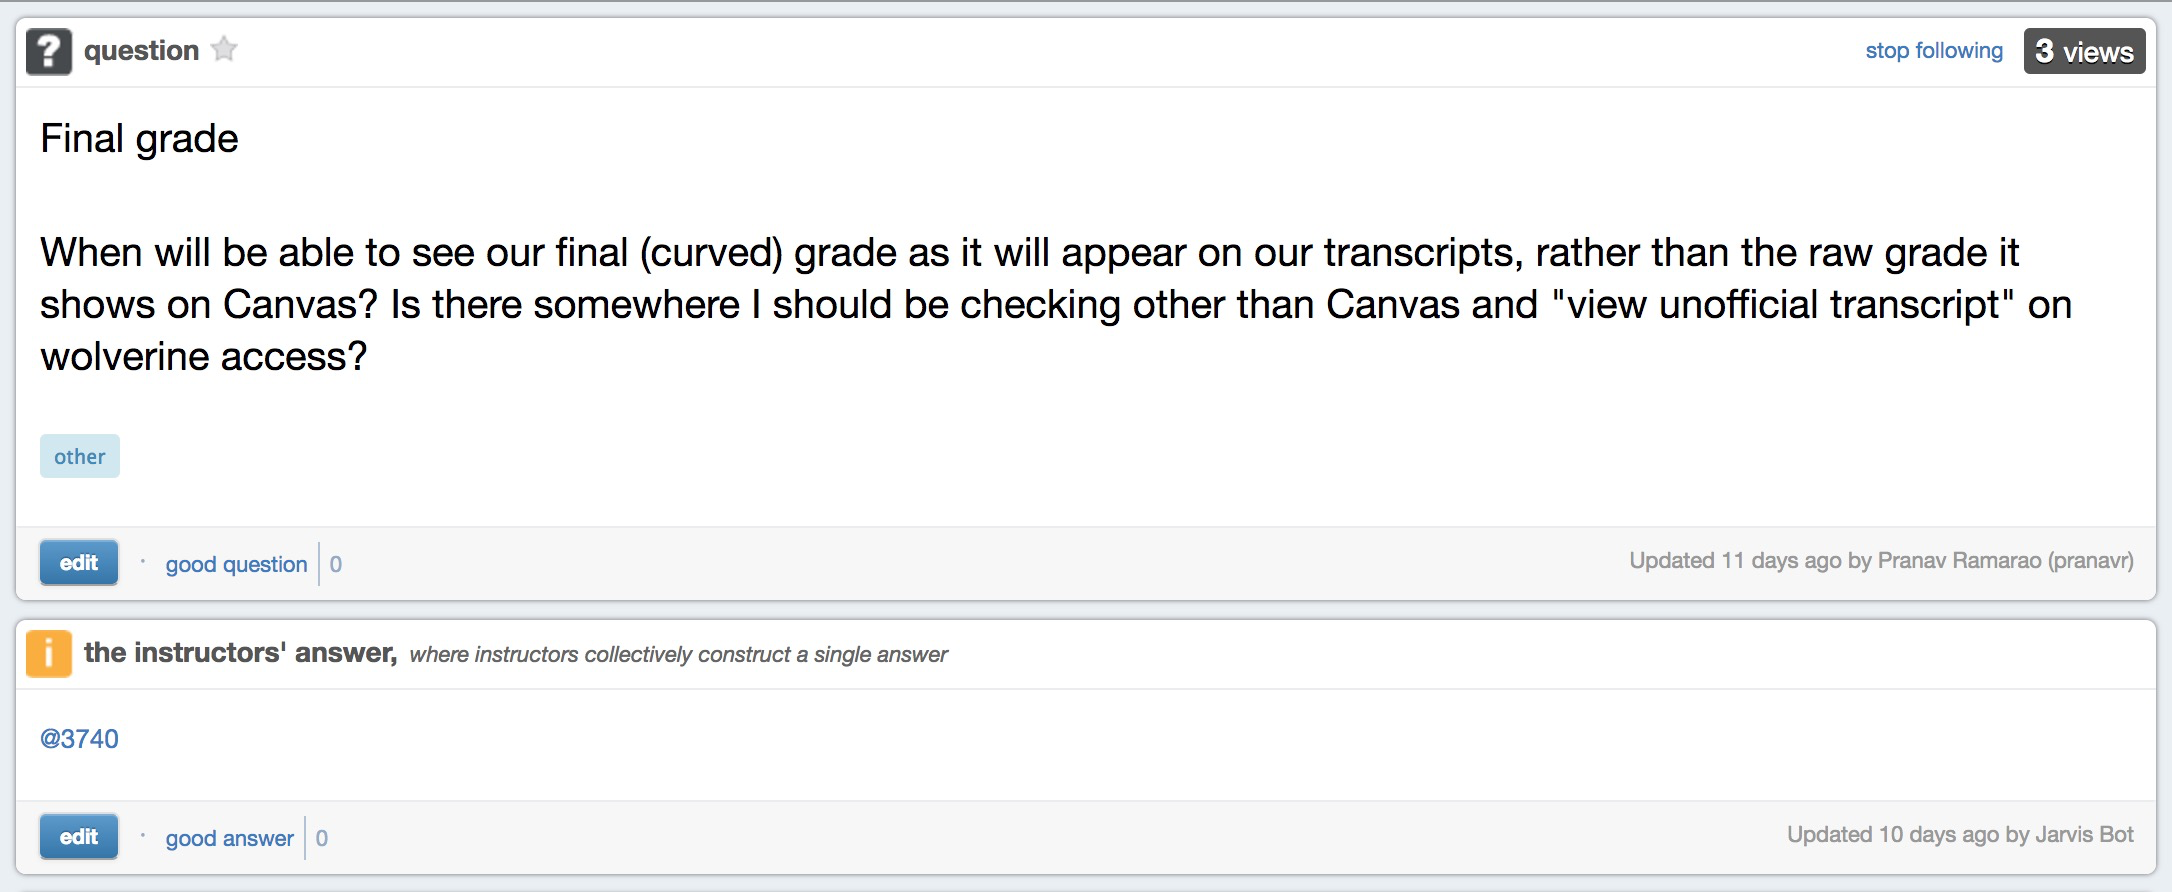 ? question stop following 3 views
Final grade
When will be able to see our final (curved) grade as it will appear on our transcripts, rather than the raw grade it
shows on Canvas? Is there somewhere I should be checking other than Canvas and "view unofficial transcript" on
wolverine access?
other
edit · good question 0 Updated 11 days ago by Pranav Ramarao (pranavr)
i the instructors' answer, where instructors collectively construct a single answer
@3740
edit · good answer 0 Updated 10 days ago by Jarvis Bot